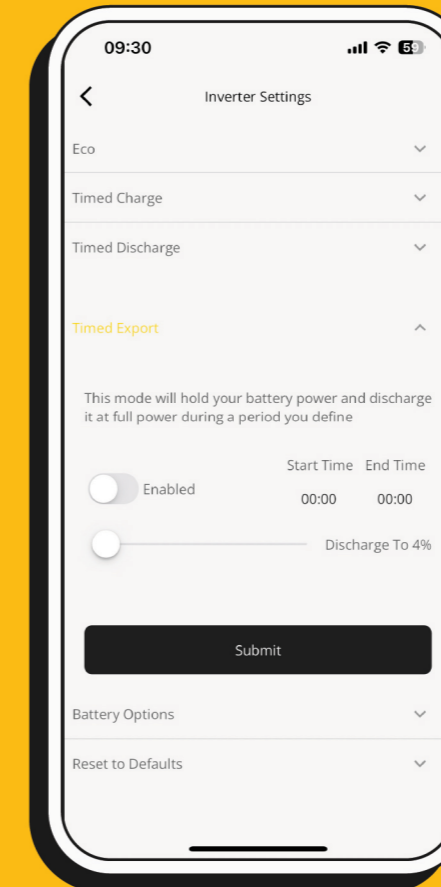 09:30
59
Inverter Settings
Eco
Timed Charge
Timed Discharge
Timed Export
This mode will hold your battery power and discharge
it at full power during a period you define
Start Time End Time
Enabled
00:00 00:00
Discharge To 4%
Submit
Battery Options
Reset to Defaults